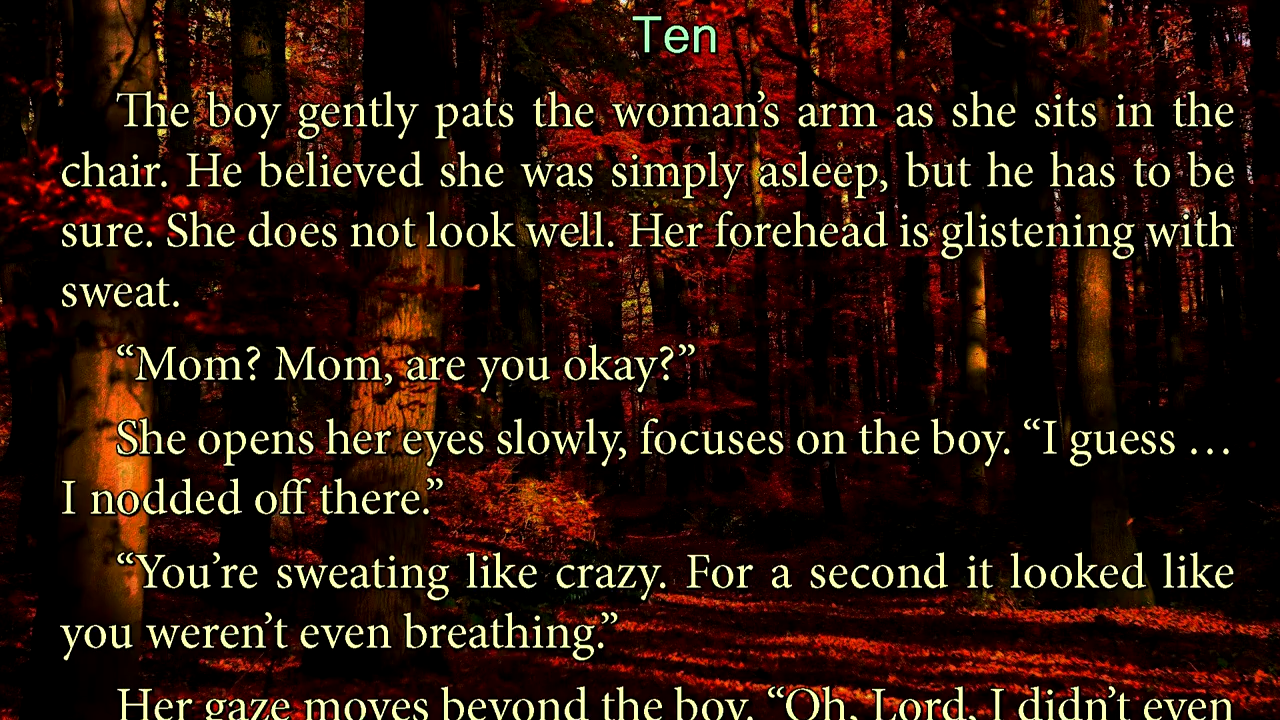 Ten
The boy gently pats the woman’s arm as she sits in the
chair. He believed she was simply asleep, but he has to be
sure. She does not look well. Her forehead is glistening with
sweat.
“Mom? Mom, are you okay?”
She opens her eyes slowly, focuses on the boy. “I guess …
I nodded off there.”
“You’re sweating like crazy. For a second it looked like
you weren’t even breathing.”
Her gaze moves beyond the boy. “Oh, Lord, I didn’t even